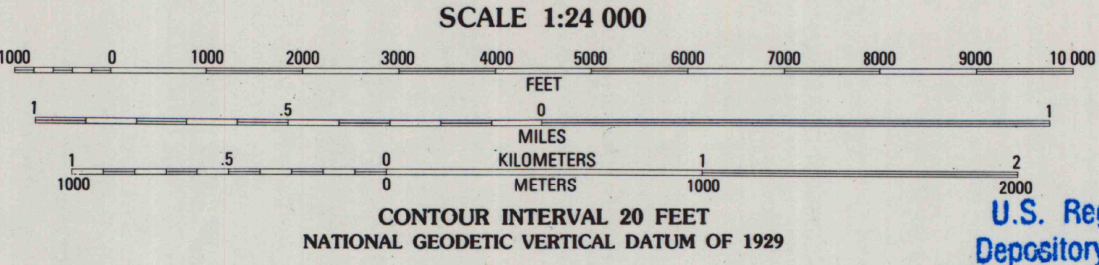 SCALE 1:24 000
1000 0 1000 2000 3000 4000 5000 6000 7000 8000 9000 10 000
FEET
1 .5 0 1
MILES
1 .5 0 KILOMETERS 1 2
1000 0 METERS 1000 2000
CONTOUR INTERVAL 20 FEET
NATIONAL GEODETIC VERTICAL DATUM OF 1929
U.S.
Depository